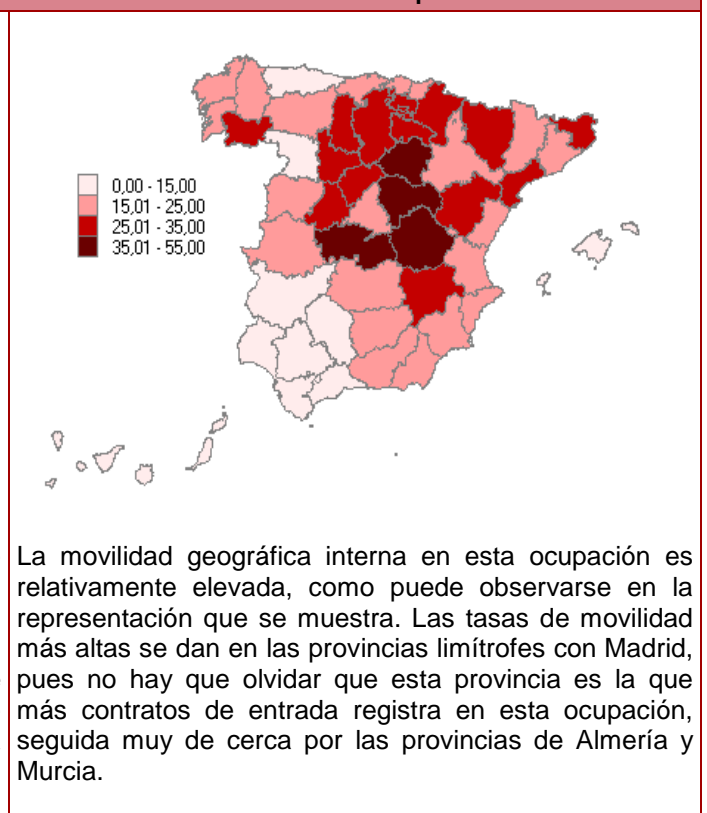 0,00 - 15,00
15,01 - 25,00
25,01 - 35,00
35,01 - 55,00
La movilidad geográfica interna en esta ocupación es
relativamente elevada, como puede observarse en la
representación que se muestra. Las tasas de movilidad
más altas se dan en las provincias limítrofes con Madrid,
pues no hay que olvidar que esta provincia es la que
más contratos de entrada registra en esta ocupación,
seguida muy de cerca por las provincias de Almería y
Murcia.